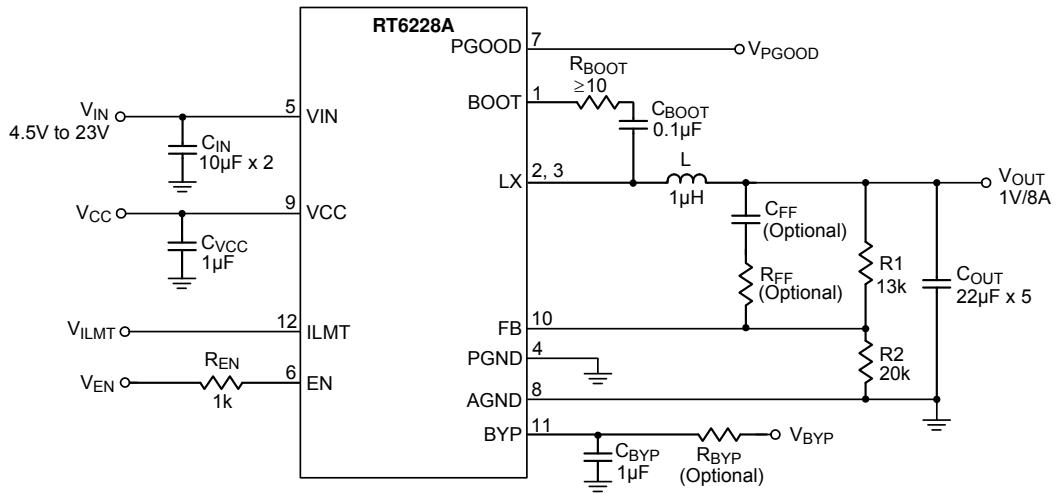 RT6228A
PGOOD
7
VPGOOD
RBOOT
≥10
BOOT
1
CBOOT
0.1µF
VIN
4.5V to 23V
5
VIN
CIN
10µF x 2
LX
2, 3
L
1µH
VOUT
1V/8A
VCC
9
VCC
CVCC
1µF
CFF
(Optional)
RFF
(Optional)
R1
13k
COUT
22µF x 5
VILMT
12
ILMT
FB
10
REN
PGND
4
R2
20k
VEN
1k
6
EN
AGND
8
BYP
11
VBYP
CBYP
1µF
RBYP
(Optional)